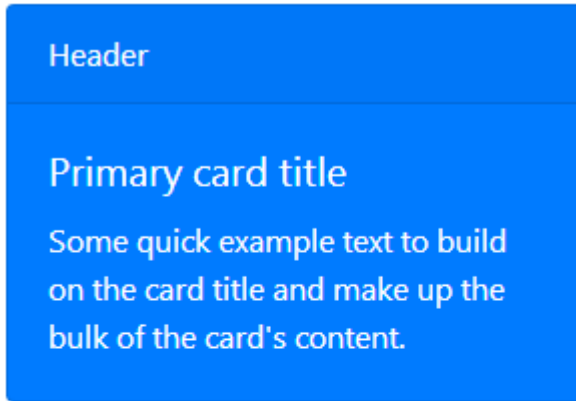 Header
Primary card title
Some quick example text to build
on the card title and make up the
bulk of the card's content.